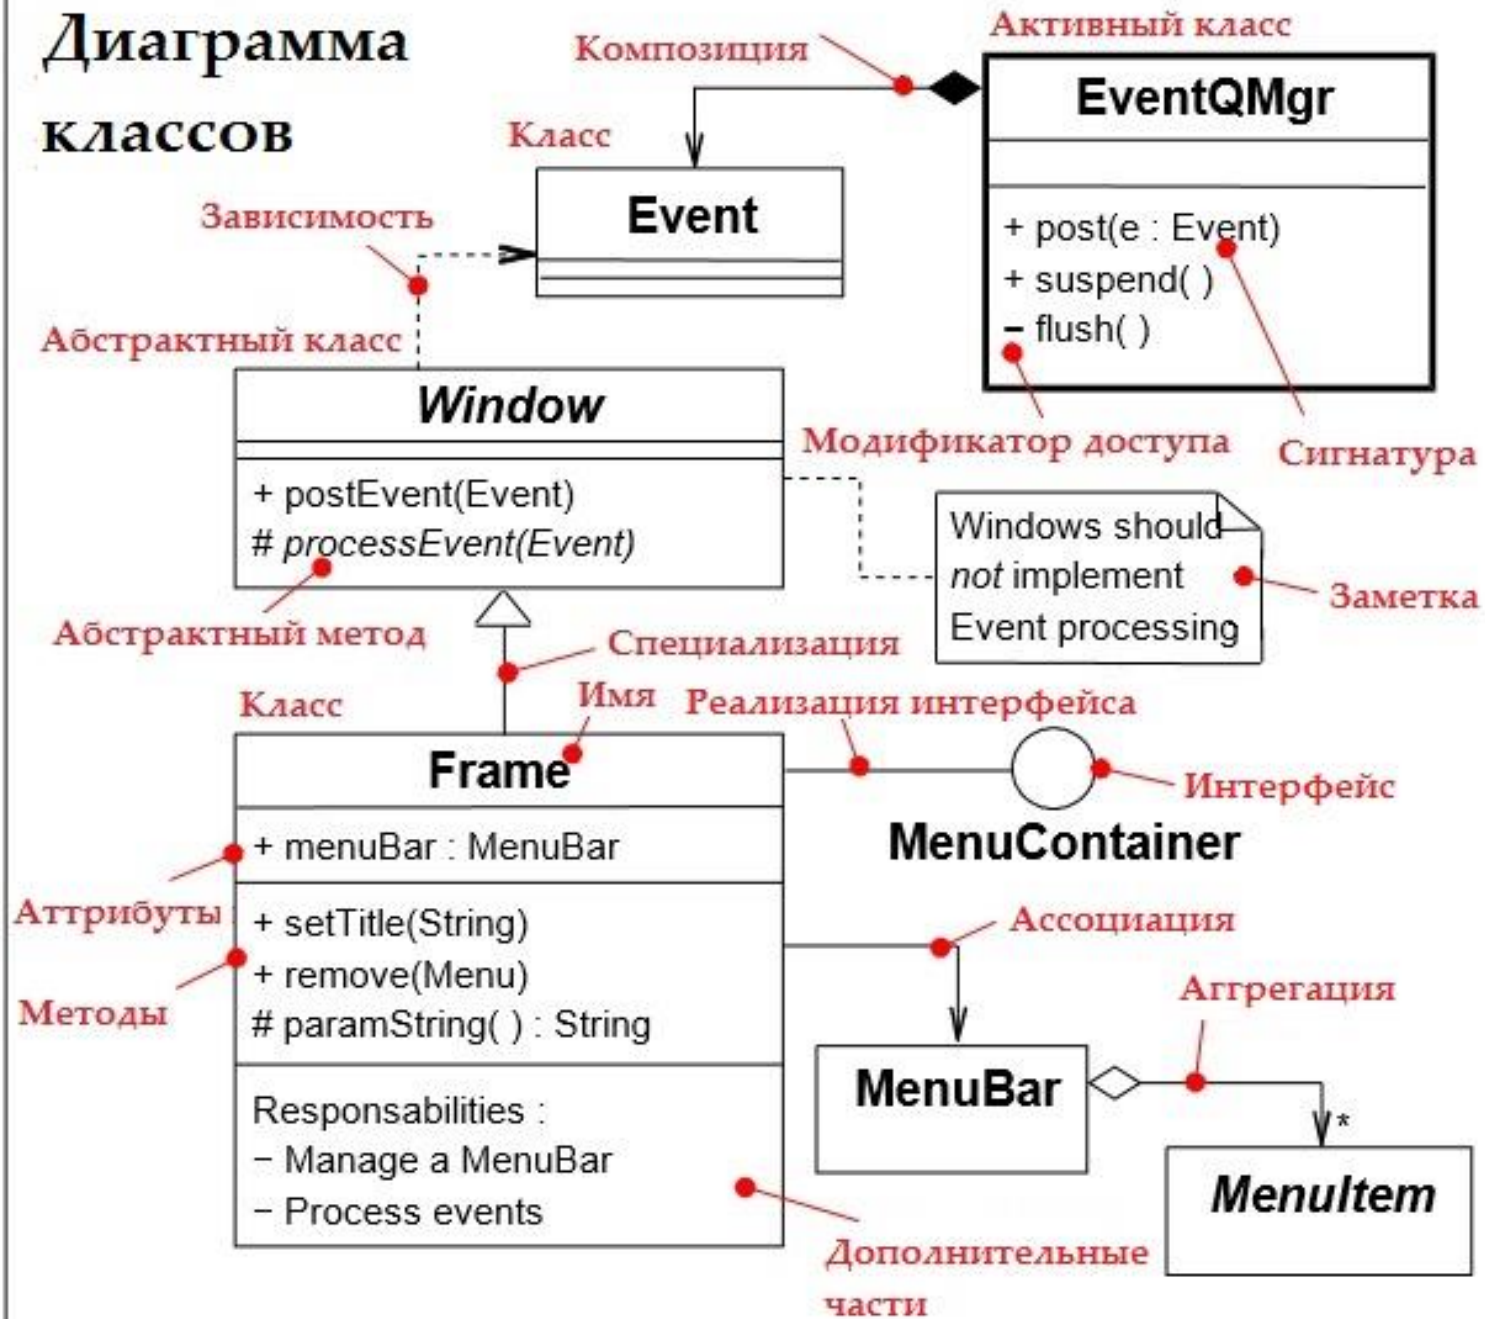 Диаграмма
классов
Композиция
Активный класс
EventQMgr
+ post(e : Event)
+ suspend( )
− flush( )
Класс
Event
Зависимость
Абстрактный класс
Window
+ postEvent(Event)
# processEvent(Event)
Модификатор доступа
Сигнатура
Windows should
not implement
Event processing
Заметка
Абстрактный метод
Специализация
Класс
Имя
Реализация интерфейса
Frame
Интерфейс
MenuContainer
+ menuBar : MenuBar
Аттрибуты
+ setTitle(String)
+ remove(Menu)
# paramString( ) : String
Методы
Ассоциация
Аггрегация
MenuBar
*
MenuItem
Responsabilities :
− Manage a MenuBar
− Process events
Дополнительные
части